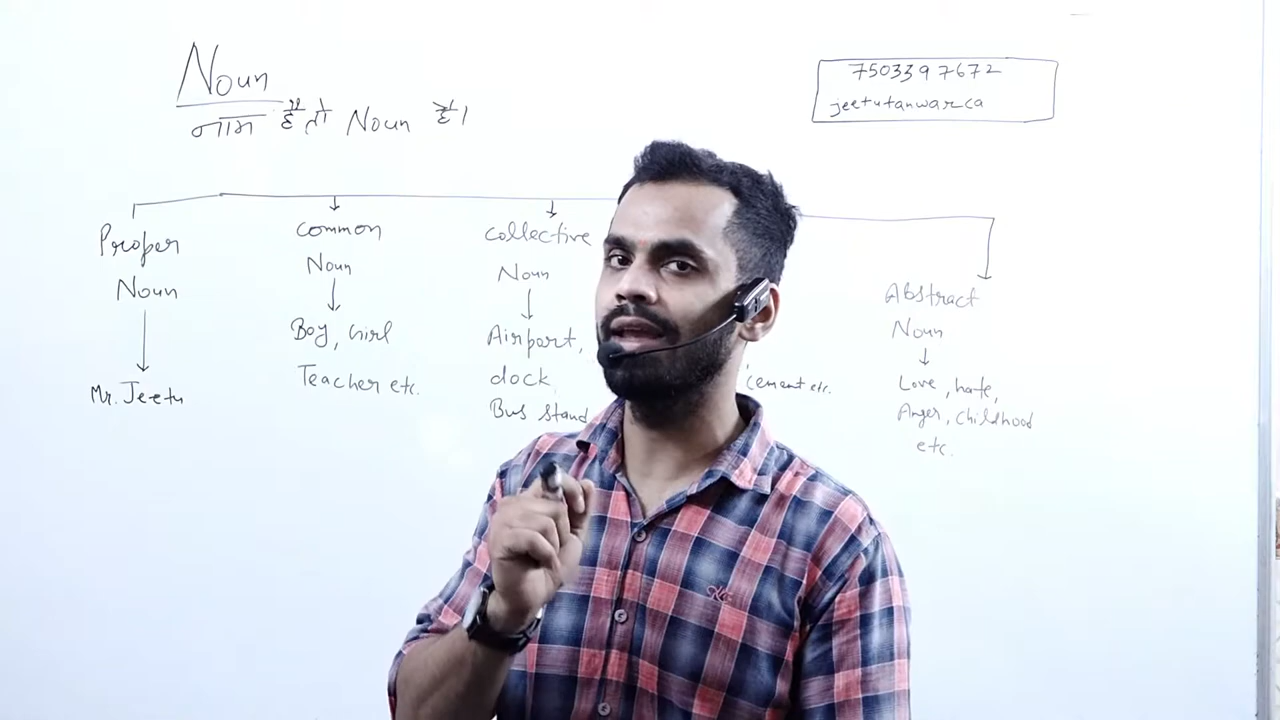 Noun
नाम है तो Noun है।
7503397672
jeetutanwarca
Proper
Noun
Mr. Jeetu
Common
Noun
Boy, Girl
Teacher etc.
Collective
Noun
Airport,
dock
Bus stand
cement etc.
Abstract
Noun
Love, hate,
Anger, childhood
etc.